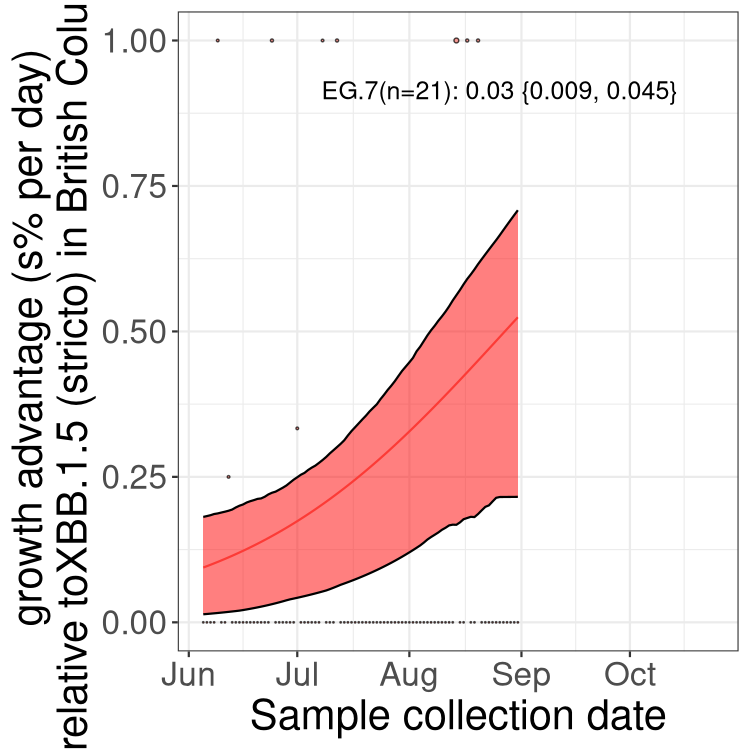 growth advantage (s% per day)
relative toXBB.1.5 (stricto) in British Colu
1.00
0.75
0.50
0.25
0.00
EG.7(n=21): 0.03 {0.009, 0.045}
Jun Jul Aug Sep Oct
Sample collection date